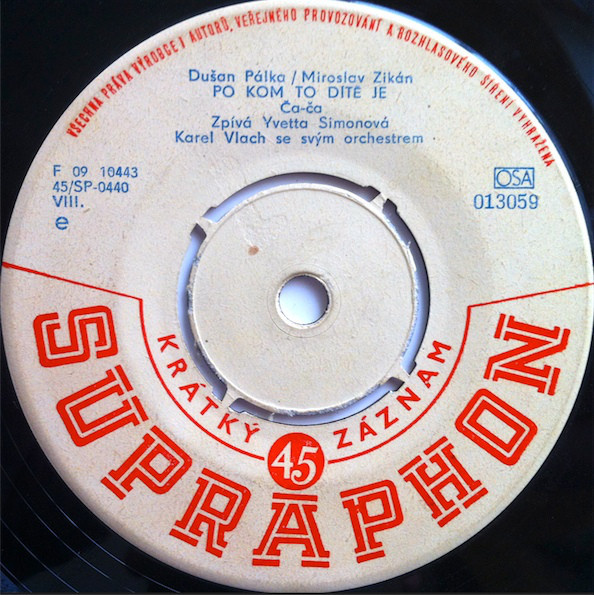 VŠECHNA PRÁVA VÝROBCE I AUTORŮ, VEŘEJNÉHO PROVOZOVÁNÍ A ROZHLASOVÉHO ŠÍŘENÍ VYHRAŽENA
Dušan Pálka / Miroslav Zikán
PO KOM TO DÍTĚ JE
Ča-ča
Zpívá Yvetta Simonová
Karel Vlach se svým orchestrem
F 09 10443
45/SP-0440
VIII.
e
OSA
013059
KRÁTKÝ ZÁZNAM
45
SUPRAPHON